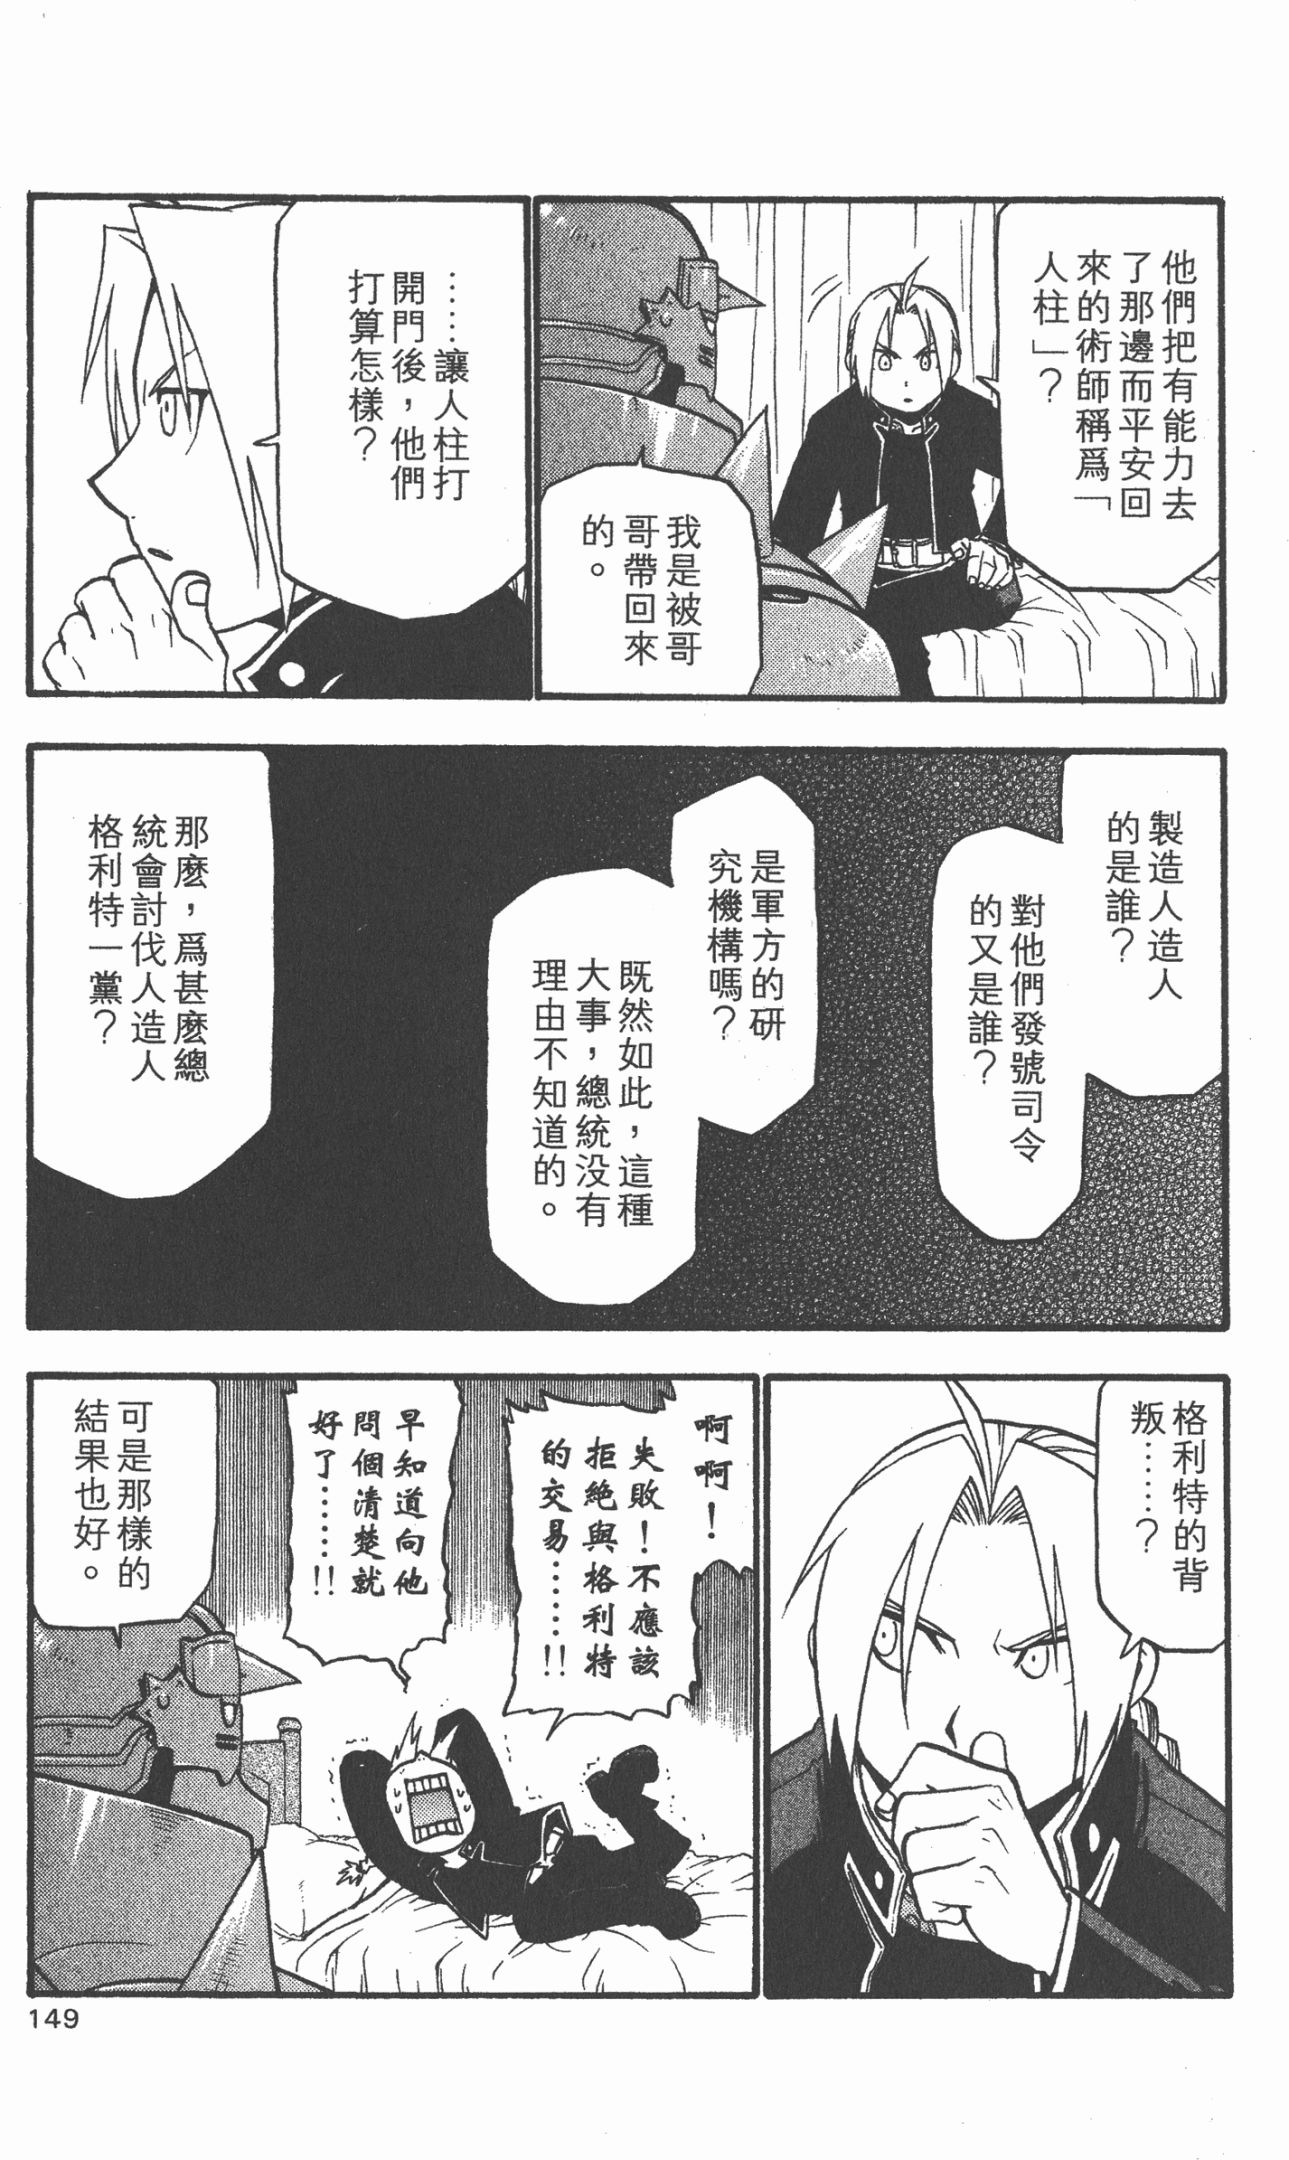 他們把有能力去
了那邊而平安回
來的術師稱爲「
人柱」？
我是被哥
哥帶回來
的。
……讓人柱打
開門後，他們
打算怎樣？
製造人造人
的是誰？
對他們發號司令
的又是誰？
是軍方的研
究機構嗎？
既然如此，這種
大事，總統没有
理由不知道的。
那麽，爲甚麽總
統會討伐人造人
格利特一黨？
格利特的背
叛……？
啊啊！
失敗！不應該
拒絶與格利特
的交易……!!
早知道向他
問個清楚就
好了……!!
可是那樣的
結果也好。
149